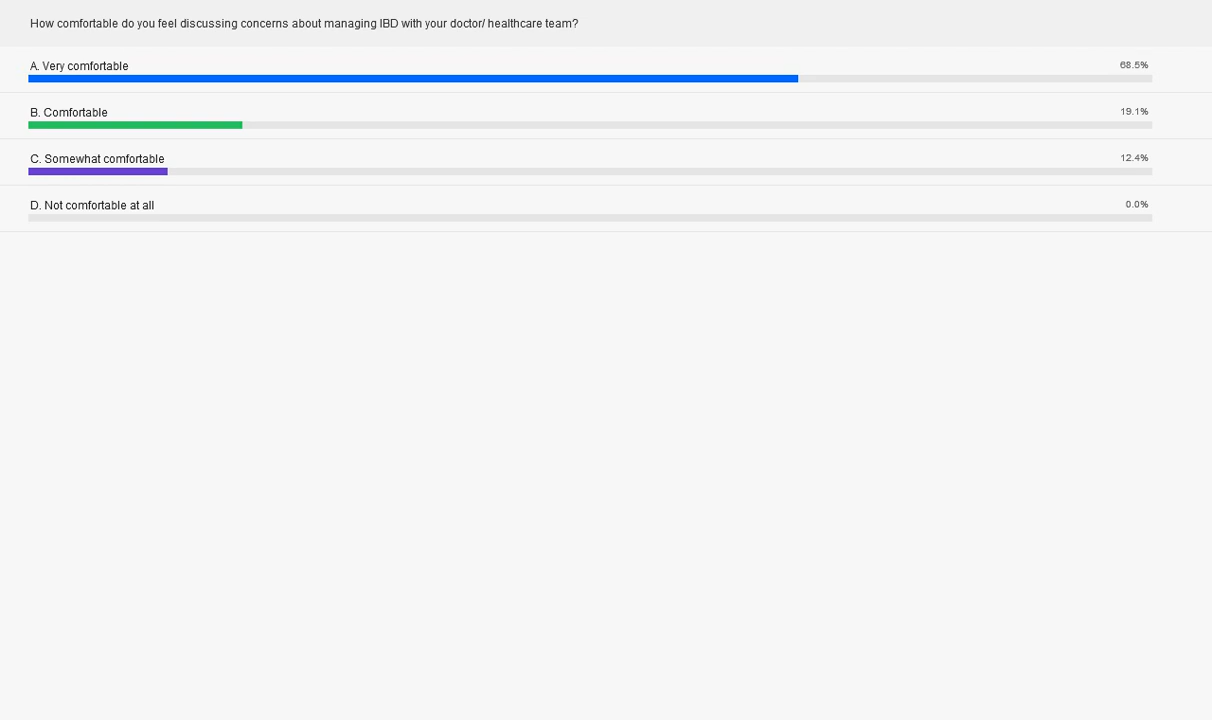 How comfortable do you feel discussing concerns about managing IBD with your doctor/ healthcare team?
A. Very comfortable
68.5%
B. Comfortable
19.1%
C. Somewhat comfortable
12.4%
D. Not comfortable at all
0.0%